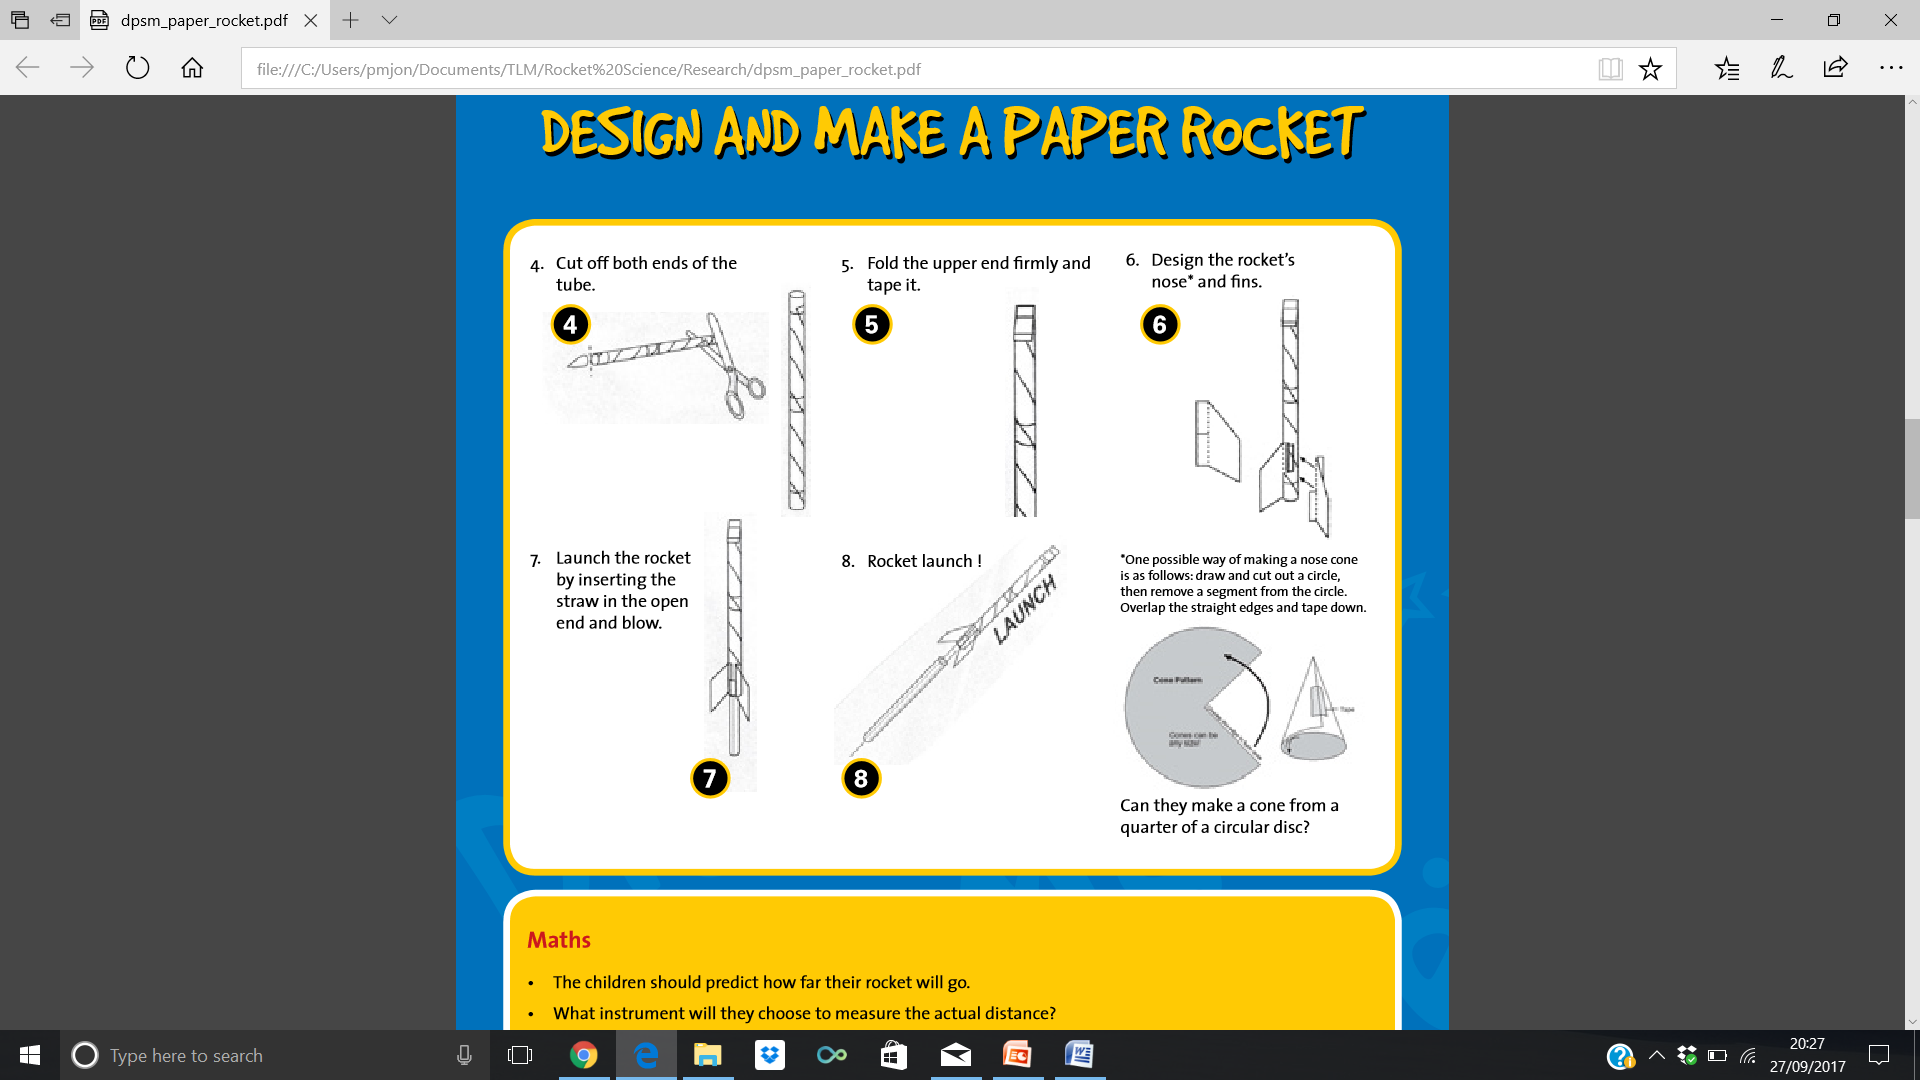 dpsm_paper_rocket.pdf
file:///C:/Users/pmjon/Documents/TLM/Rocket%20Science/Research/dpsm_paper_rocket.pdf
DESIGN AND MAKE A PAPER ROCKET
4. Cut off both ends of the
tube.
4
5. Fold the upper end firmly and
tape it.
5
6. Design the rocket's
nose* and fins.
6
7. Launch the rocket
by inserting the
straw in the open
end and blow.
7
8. Rocket launch !
LAUNCH
8
*One possible way of making a nose cone
is as follows: draw and cut out a circle,
then remove a segment from the circle.
Overlap the straight edges and tape down.
Cone Pattern
Cones can be
any size!
Tape
Can they make a cone from a
quarter of a circular disc?
Maths
• The children should predict how far their rocket will go.
• What instrument will they choose to measure the actual distance?
Type here to search
20:27
27/09/2017